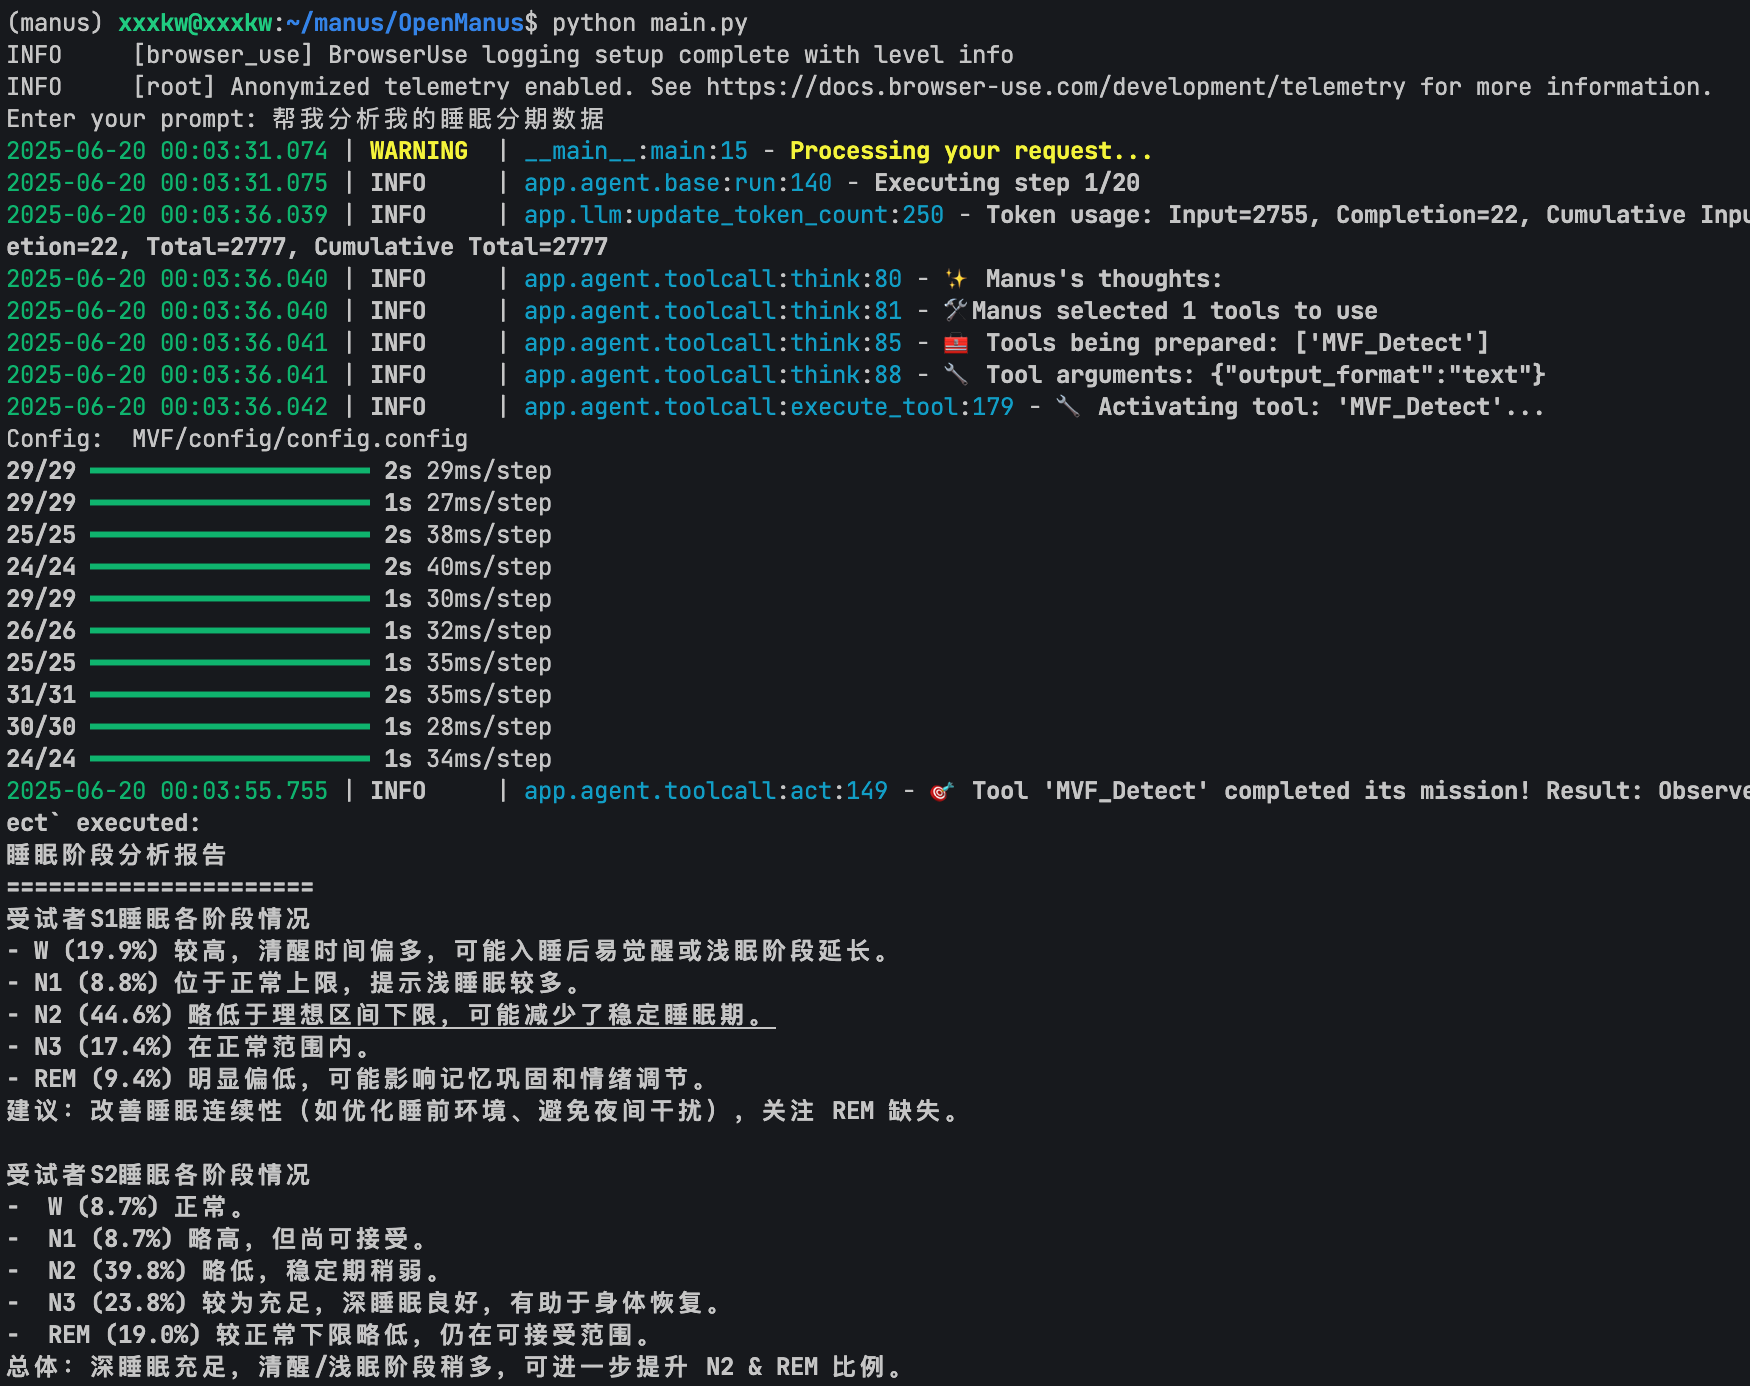 (manus) xxxkw@xxxkw:~/manus/OpenManus$ python main.py
INFO     [browser_use] BrowserUse logging setup complete with level info
INFO     [root] Anonymized telemetry enabled. See https://docs.browser-use.com/development/telemetry for more information.
Enter your prompt: 帮我分析我的睡眠分期数据
2025-06-20 00:03:31.074 | WARNING  | __main__:main:15 - Processing your request...
2025-06-20 00:03:31.075 | INFO     | app.agent.base:run:140 - Executing step 1/20
2025-06-20 00:03:36.039 | INFO     | app.llm:update_token_count:250 - Token usage: Input=2755, Completion=22, Cumulative Inpu
etion=22, Total=2777, Cumulative Total=2777
2025-06-20 00:03:36.040 | INFO     | app.agent.toolcall:think:80 - ✨ Manus's thoughts:
2025-06-20 00:03:36.040 | INFO     | app.agent.toolcall:think:81 - 🛠️Manus selected 1 tools to use
2025-06-20 00:03:36.041 | INFO     | app.agent.toolcall:think:85 - 🧰 Tools being prepared: ['MVF_Detect']
2025-06-20 00:03:36.041 | INFO     | app.agent.toolcall:think:88 - 🔧 Tool arguments: {"output_format":"text"}
2025-06-20 00:03:36.042 | INFO     | app.agent.toolcall:execute_tool:179 - 🔧 Activating tool: 'MVF_Detect'...
Config:  MVF/config/config.config
29/29 ━━━━━━━━━━━━━━━━━━━━ 2s 29ms/step
29/29 ━━━━━━━━━━━━━━━━━━━━ 1s 27ms/step
25/25 ━━━━━━━━━━━━━━━━━━━━ 2s 38ms/step
24/24 ━━━━━━━━━━━━━━━━━━━━ 2s 40ms/step
29/29 ━━━━━━━━━━━━━━━━━━━━ 1s 30ms/step
26/26 ━━━━━━━━━━━━━━━━━━━━ 1s 32ms/step
25/25 ━━━━━━━━━━━━━━━━━━━━ 1s 35ms/step
31/31 ━━━━━━━━━━━━━━━━━━━━ 2s 35ms/step
30/30 ━━━━━━━━━━━━━━━━━━━━ 1s 28ms/step
24/24 ━━━━━━━━━━━━━━━━━━━━ 1s 34ms/step
2025-06-20 00:03:55.755 | INFO     | app.agent.toolcall:act:149 - 🎯 Tool 'MVF_Detect' completed its mission! Result: Observe
ect` executed:
睡眠阶段分析报告
======================
受试者S1睡眠各阶段情况
- W (19.9%) 较高，清醒时间偏多，可能入睡后易觉醒或浅眠阶段延长。
- N1 (8.8%) 位于正常上限，提示浅睡眠较多。
- N2 (44.6%) 略低于理想区间下限，可能减少了稳定睡眠期。
- N3 (17.4%) 在正常范围内。
- REM (9.4%) 明显偏低，可能影响记忆巩固和情绪调节。
建议：改善睡眠连续性（如优化睡前环境、避免夜间干扰），关注 REM 缺失。
受试者S2睡眠各阶段情况
-  W (8.7%) 正常。
-  N1 (8.7%) 略高，但尚可接受。
-  N2 (39.8%) 略低，稳定期稍弱。
-  N3 (23.8%) 较为充足，深睡眠良好，有助于身体恢复。
-  REM (19.0%) 较正常下限略低，仍在可接受范围。
总体：深睡眠充足，清醒/浅眠阶段稍多，可进一步提升 N2 & REM 比例。